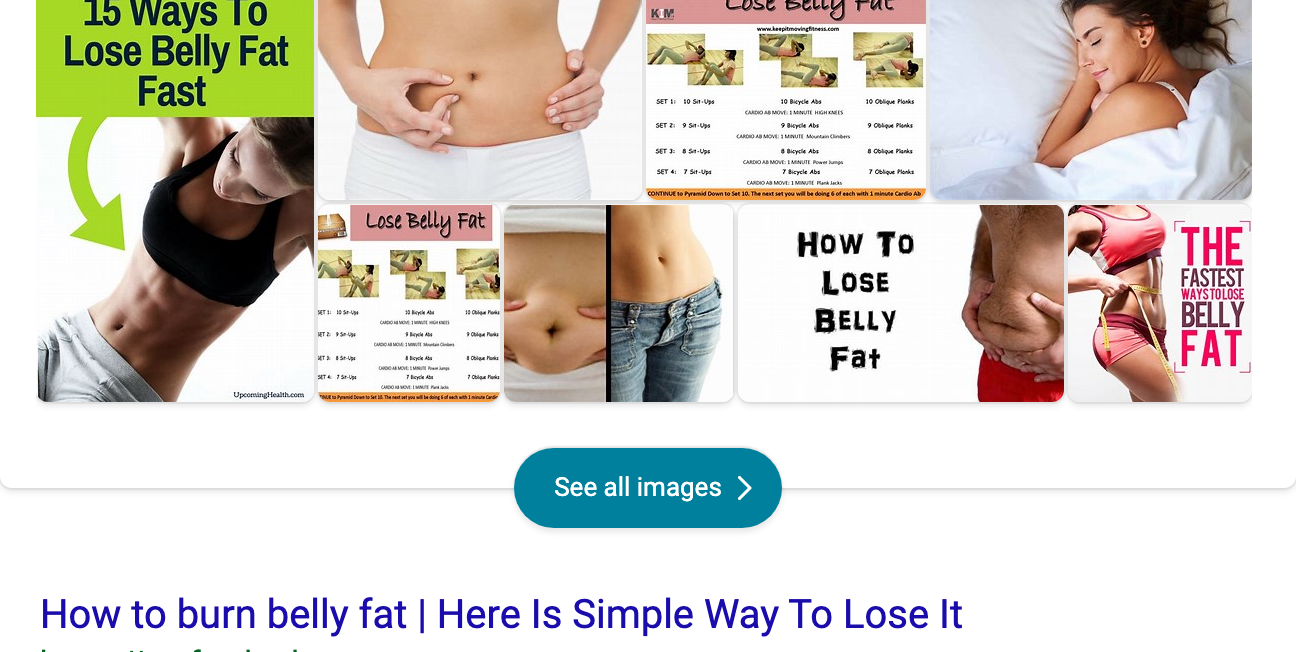 15 Ways To
Lose Belly Fat
Fast
UpcomingHealth.com
KIM
Lose Belly Fat
www.keepitmovingfitness.com
SET 1: 10 Sit-Ups 10 Bicycle Abs 10 Oblique Planks
CARDIO AB MOVE: 1 MINUTE HIGH KNEES
SET 2: 9 Sit-Ups 9 Bicycle Abs 9 Oblique Planks
CARDIO AB MOVE: 1 MINUTE Mountain Climbers
SET 3: 8 Sit-Ups 8 Bicycle Abs 8 Oblique Planks
CARDIO AB MOVE: 1 MINUTE Power Jumps
SET 4: 7 Sit-Ups 7 Bicycle Abs 7 Oblique Planks
CARDIO AB MOVE: 1 MINUTE Plank Jacks
CONTINUE to Pyramid Down to Set 10. The next set you will be doing 6 of each with 1 minute Cardio Ab
Lose Belly Fat
SET 1: 10 Sit-Ups 10 Bicycle Abs 10 Oblique Planks
CARDIO AB MOVE: 1 MINUTE HIGH KNEES
SET 2: 9 Sit-Ups 9 Bicycle Abs 9 Oblique Planks
CARDIO AB MOVE: 1 MINUTE Mountain Climbers
SET 3: 8 Sit-Ups 8 Bicycle Abs 8 Oblique Planks
CARDIO AB MOVE: 1 MINUTE Power Jumps
SET 4: 7 Sit-Ups 7 Bicycle Abs 7 Oblique Planks
CARDIO AB MOVE: 1 MINUTE Plank Jacks
to Pyramid Down to Set 10. The next set you will be doing 6 of each with 1 minute Cardio
How To
Lose
Belly
Fat
THE
FASTEST
WAYS TO LOSE
BELLY
FAT
See all images
How to burn belly fat | Here Is Simple Way To Lose It